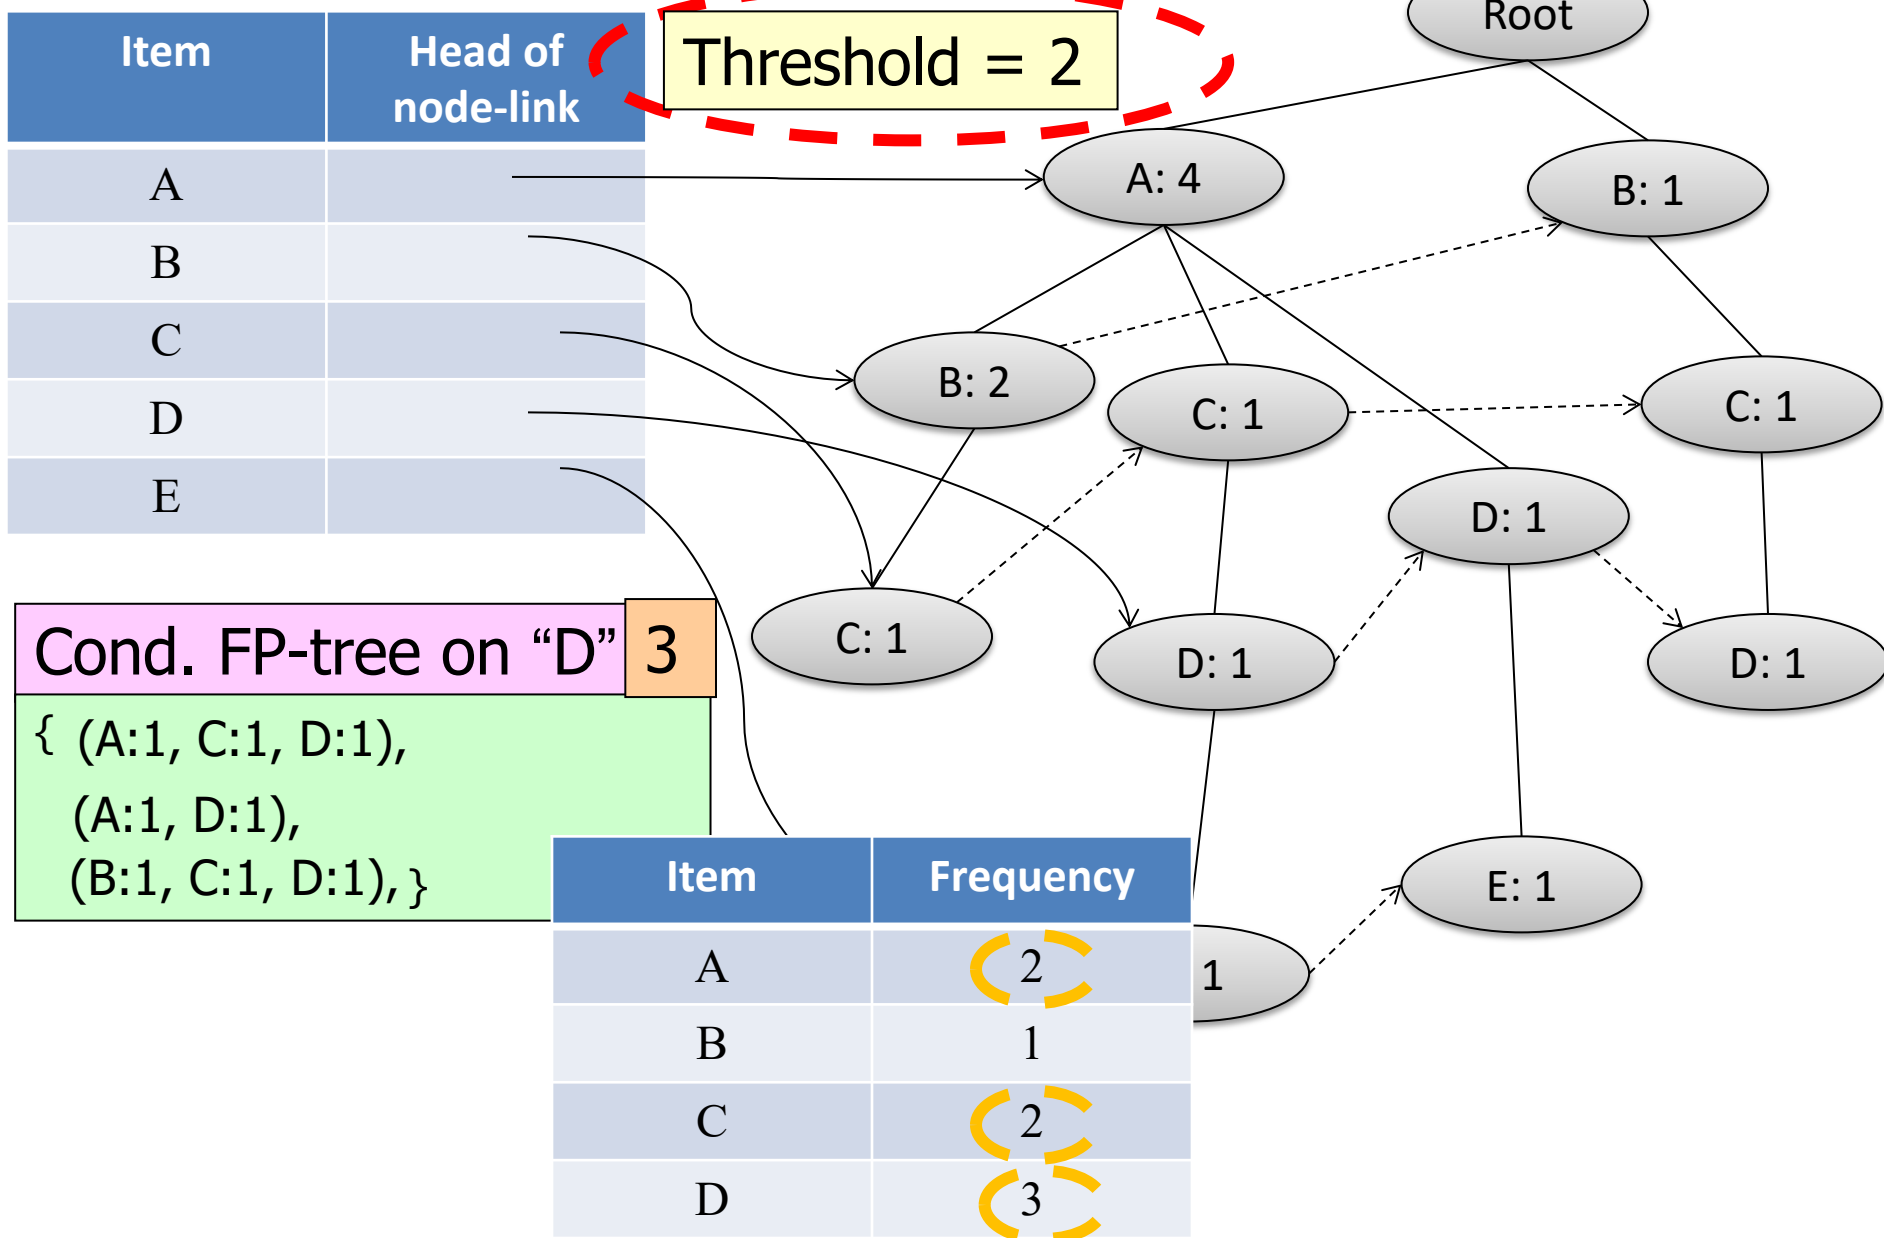 Item Head of node-link
A
B
C
D
E
Threshold = 2
Root
A: 4
B: 1
B: 2
C: 1
C: 1
D: 1
C: 1
D: 1
D: 1
E: 1
1
Cond. FP-tree on “D” 3
{ (A:1, C:1, D:1),
(A:1, D:1),
(B:1, C:1, D:1), }
Item Frequency
A 2
B 1
C 2
D 3